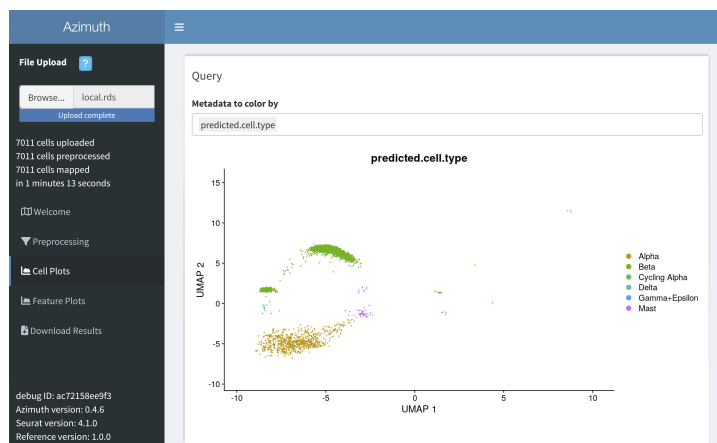 Azimuth
File Upload ?
Browse... local.rds
Upload complete
7011 cells uploaded
7011 cells preprocessed
7011 cells mapped
in 1 minutes 13 seconds
Welcome
Preprocessing
Cell Plots
Feature Plots
Download Results
debug ID: ac72158ee9f3
Azimuth version: 0.4.6
Seurat version: 4.1.0
Reference version: 1.0.0
Query
Metadata to color by
predicted.cell.type
predicted.cell.type
UMAP 2
15
10
5
0
-5
-10
-10 -5 0 5 10
UMAP 1
Alpha
Beta
Cycling Alpha
Delta
Gamma+Epsilon
Mast